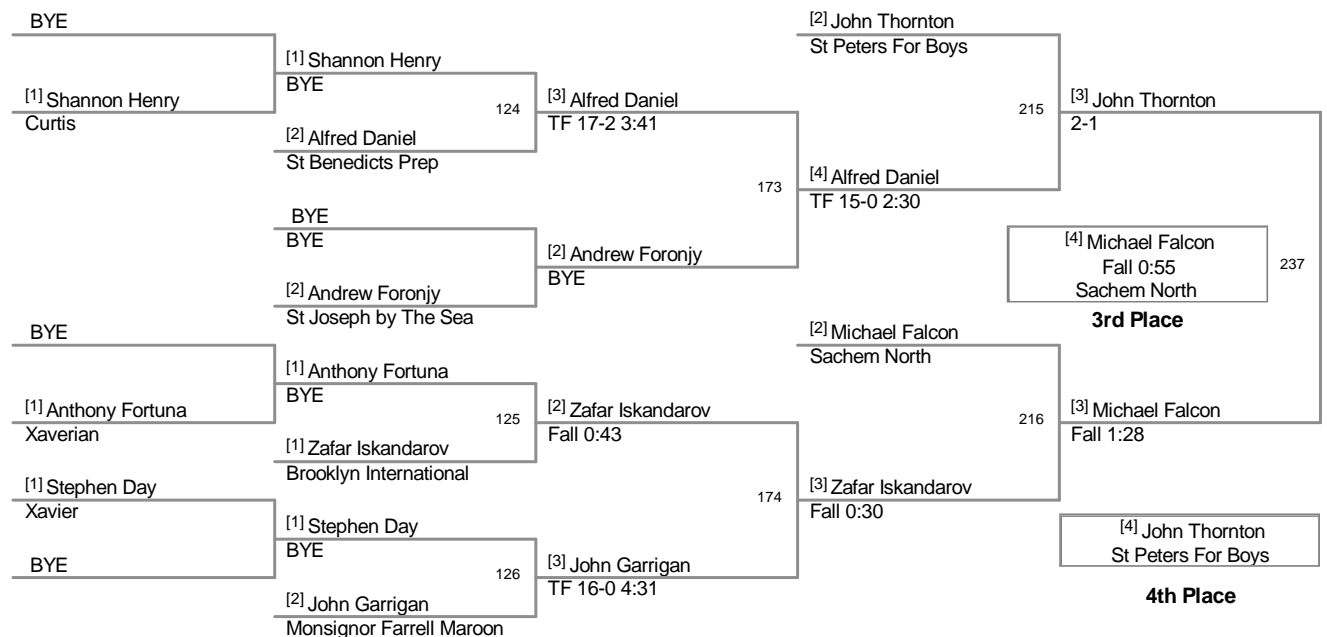 BYE
[1] Shannon Henry
Curtis
BYE
[1] Anthony Fortuna
Xaverian
[1] Stephen Day
Xavier
BYE
[1] Shannon Henry
BYE
124
[2] Alfred Daniel
St Benedicts Prep
BYE
BYE
[2] Andrew Foronjy
St Joseph by The Sea
[1] Anthony Fortuna
BYE
125
[1] Zafar Iskandarov
Brooklyn International
[1] Stephen Day
BYE
126
[2] John Garrigan
Monsignor Farrell Maroon
[3] Alfred Daniel
TF 17-2 3:41
173
[2] Andrew Foronjy
BYE
[2] Zafar Iskandarov
Fall 0:43
174
[3] John Garrigan
TF 16-0 4:31
[2] John Thornton
St Peters For Boys
215
[4] Alfred Daniel
TF 15-0 2:30
[2] Michael Falcon
Sachem North
216
[3] Zafar Iskandarov
Fall 0:30
[3] John Thornton
2-1
[4] Michael Falcon
Fall 0:55
Sachem North
237
3rd Place
[3] Michael Falcon
Fall 1:28
[4] John Thornton
St Peters For Boys
4th Place